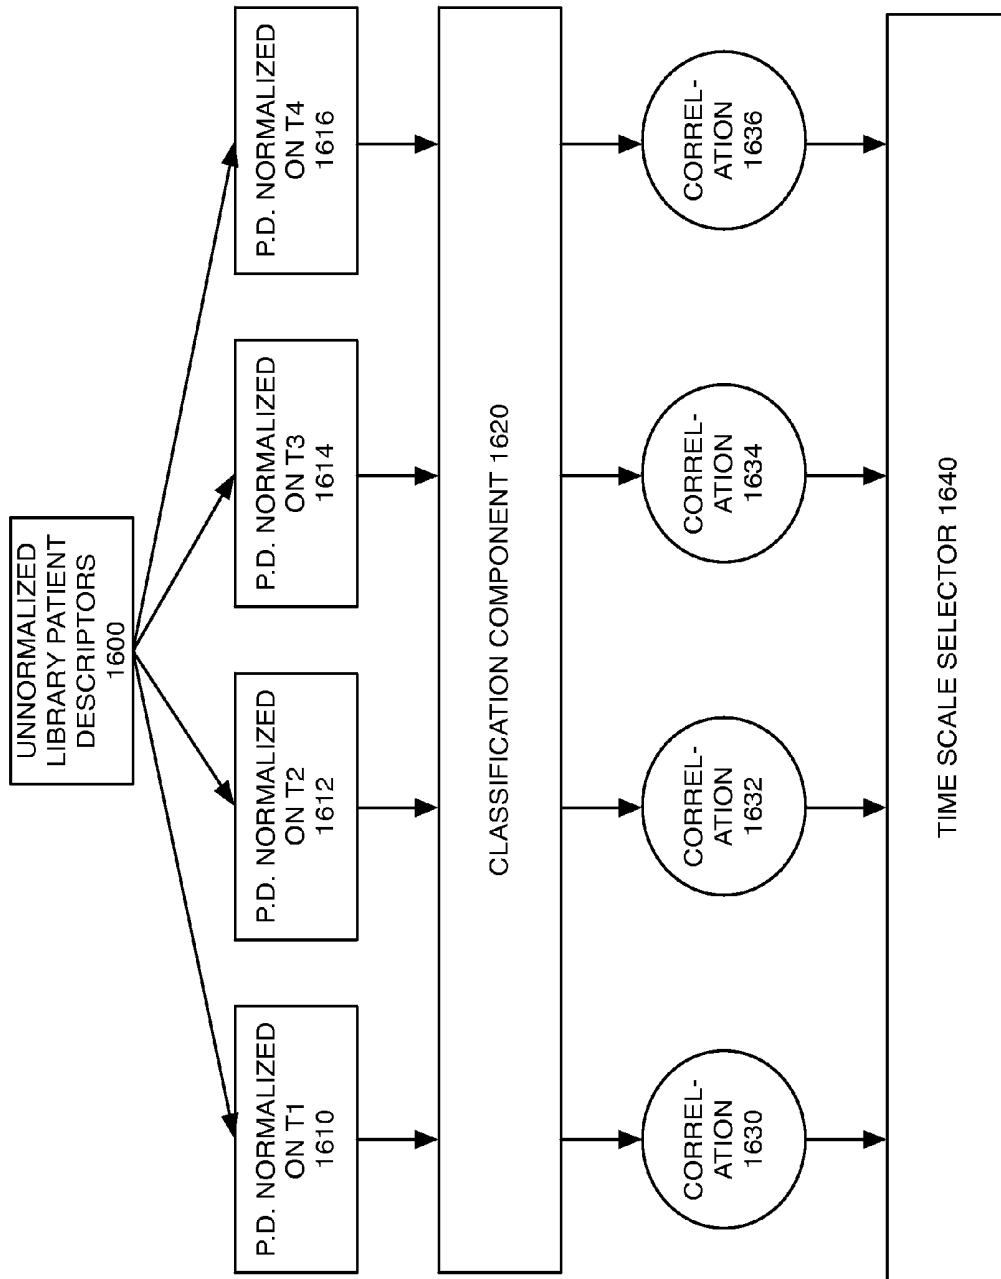 UNNORMALIZED
LIBRARY PATIENT
DESCRIPTORS
1600
P.D. NORMALIZED
ON T1
1610
P.D. NORMALIZED
ON T2
1612
P.D. NORMALIZED
ON T3
1614
P.D. NORMALIZED
ON T4
1616
CLASSIFICATION COMPONENT 1620
CORREL-
ATION
1630
CORREL-
ATION
1632
CORREL-
ATION
1634
CORREL-
ATION
1636
TIME SCALE SELECTOR 1640